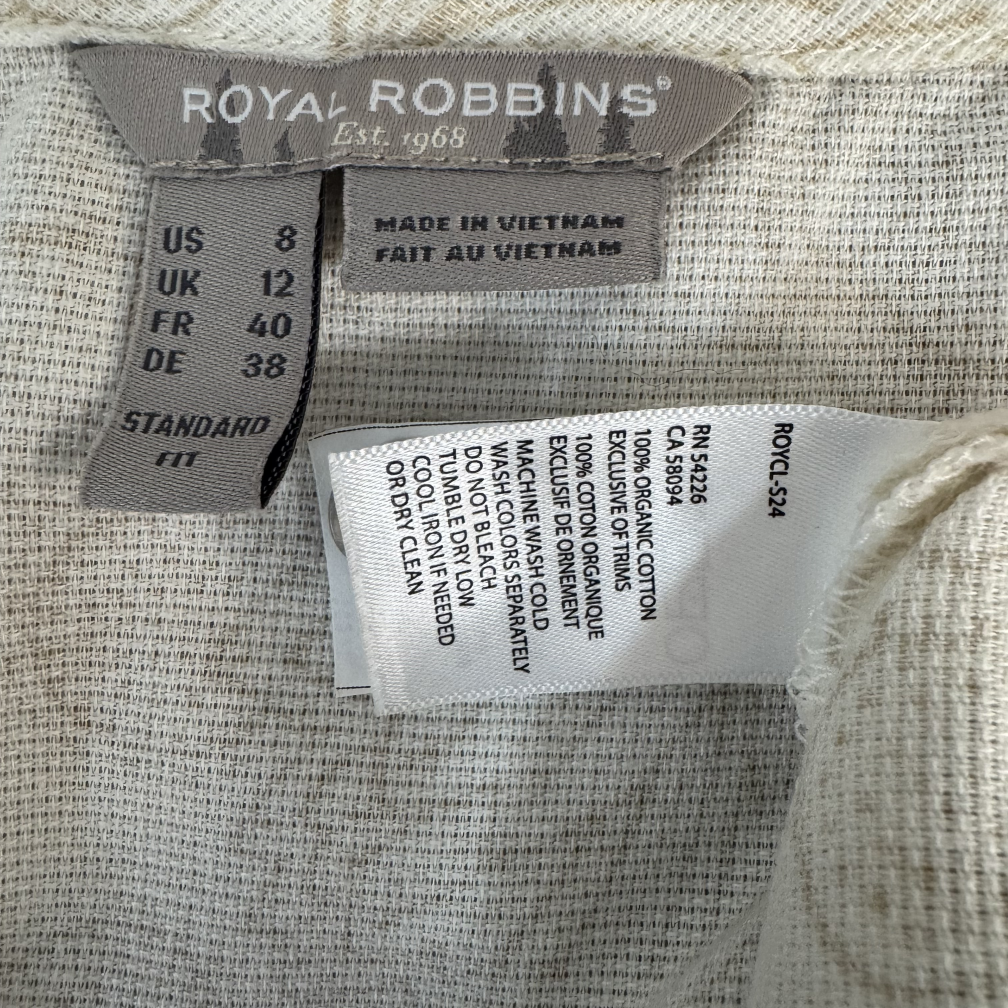 ROYAL ROBBINS®
Est. 1968
US 8
UK 12
FR 40
DE 38
STANDARD
FIT
MADE IN VIETNAM
FAIT AU VIETNAM
ROYCL-S24
RN 54226
CA 58094
100% ORGANIC COTTON
EXCLUSIVE OF TRIMS
100% COTON ORGANIQUE
EXCLUSIF DE ORNEMENT
MACHINE WASH COLD
WASH COLORS SEPARATELY
DO NOT BLEACH
TUMBLE DRY LOW
COOL IRON IF NEEDED
OR DRY CLEAN